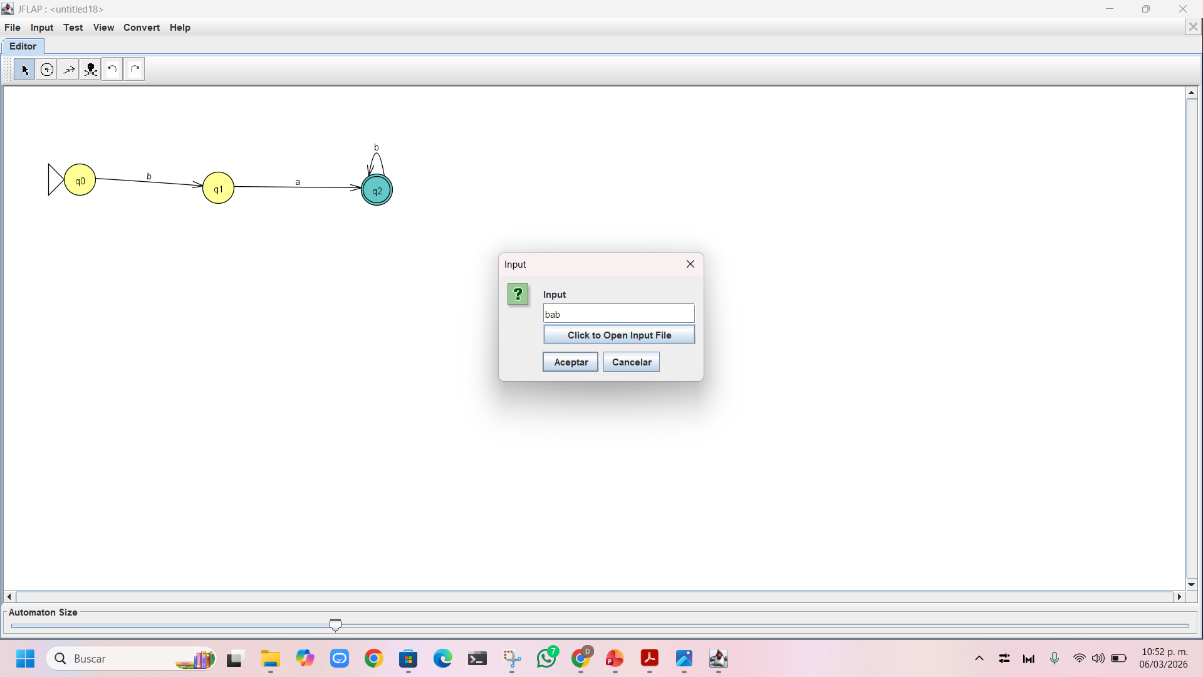 JFLAP : <untitled18>
File Input Test View Convert Help
Editor
b
q0
b
q1
a
q2
Input
?
Input
bab
Click to Open Input File
Aceptar Cancelar
Automaton Size
Buscar
7
0
10:52 p. m.
06/03/2026